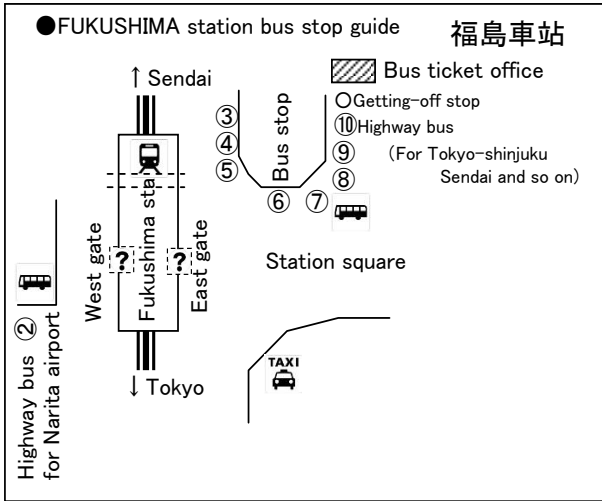 ●FUKUSHIMA station bus stop guide
福島車站
↑ Sendai
Bus ticket office
○Getting-off stop
⑩Highway bus
(For Tokyo-shinjuku
Sendai and so on)
③
④
⑤
⑥
⑦
⑧
⑨
Bus stop
Fukushima sta
West gate
East gate
?
?
Station square
TAXI
↓ Tokyo
Highway bus ②
for Narita airport